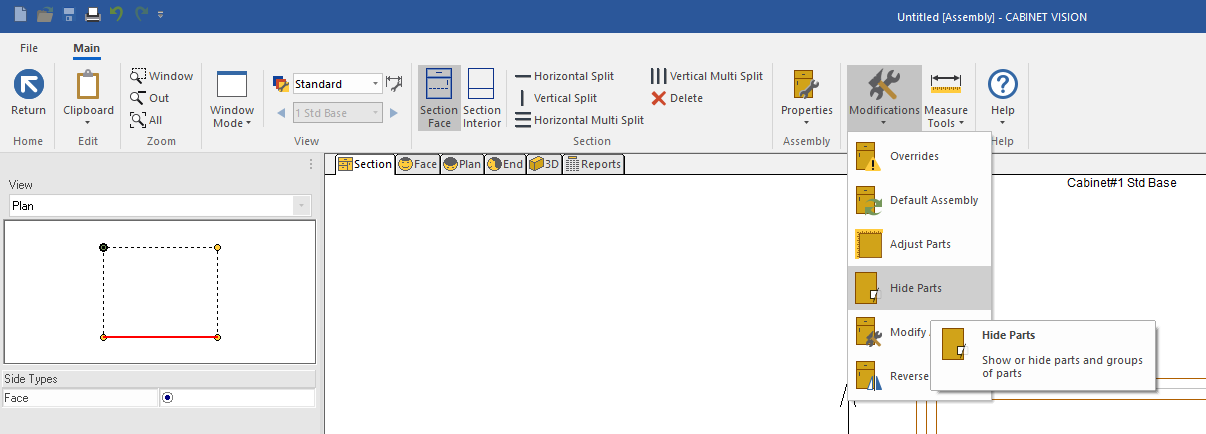 Untitled [Assembly] - CABINET VISION
File
Main
Return
Clipboard
Window
Out
All
Window
Mode
Standard
1 Std Base
Section
Face
Section
Interior
Horizontal Split
Vertical Split
Horizontal Multi Split
Vertical Multi Split
Delete
Properties
Modifications
Measure
Tools
Help
Home
Edit
Zoom
View
Section
Assembly
Help
Section
Face
Plan
End
3D
Reports
View
Plan
Side Types
Face
Cabinet#1 Std Base
Overrides
Default Assembly
Adjust Parts
Hide Parts
Modify
Reverse
Hide Parts
Show or hide parts and groups
of parts